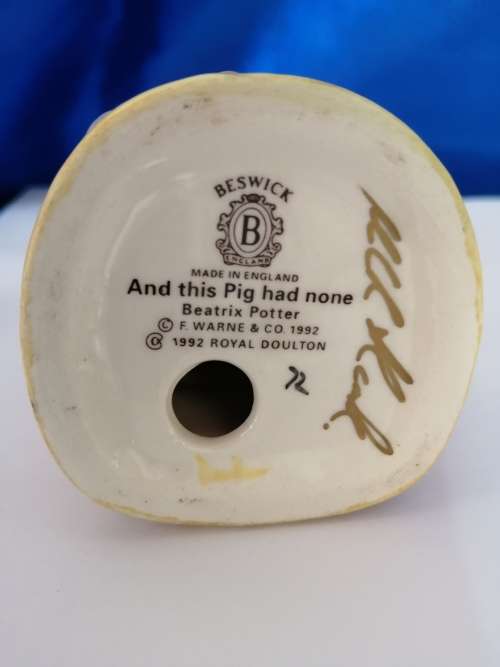 BESWICK
B
ENGLAND
MADE IN ENGLAND
And this Pig had none
Beatrix Potter
© F. WARNE & CO. 1992
© 1992 ROYAL DOULTON
72